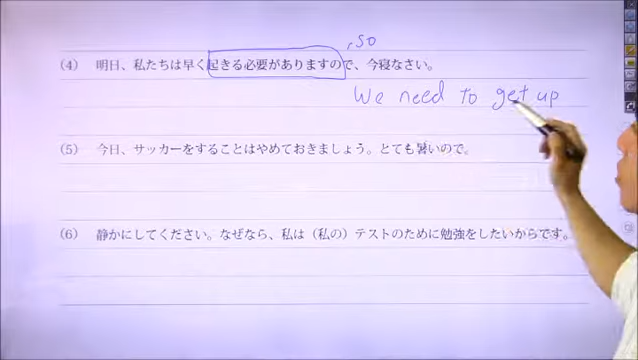 , so
(4) 明日、私たちは早く起きる必要がありますので、今寝なさい。
We need to get up
(5) 今日、サッカーをすることはやめておきましょう。とても暑いので。
(6) 静かにしてください。なぜなら、私は（私の）テストのために勉強をしたいからです。